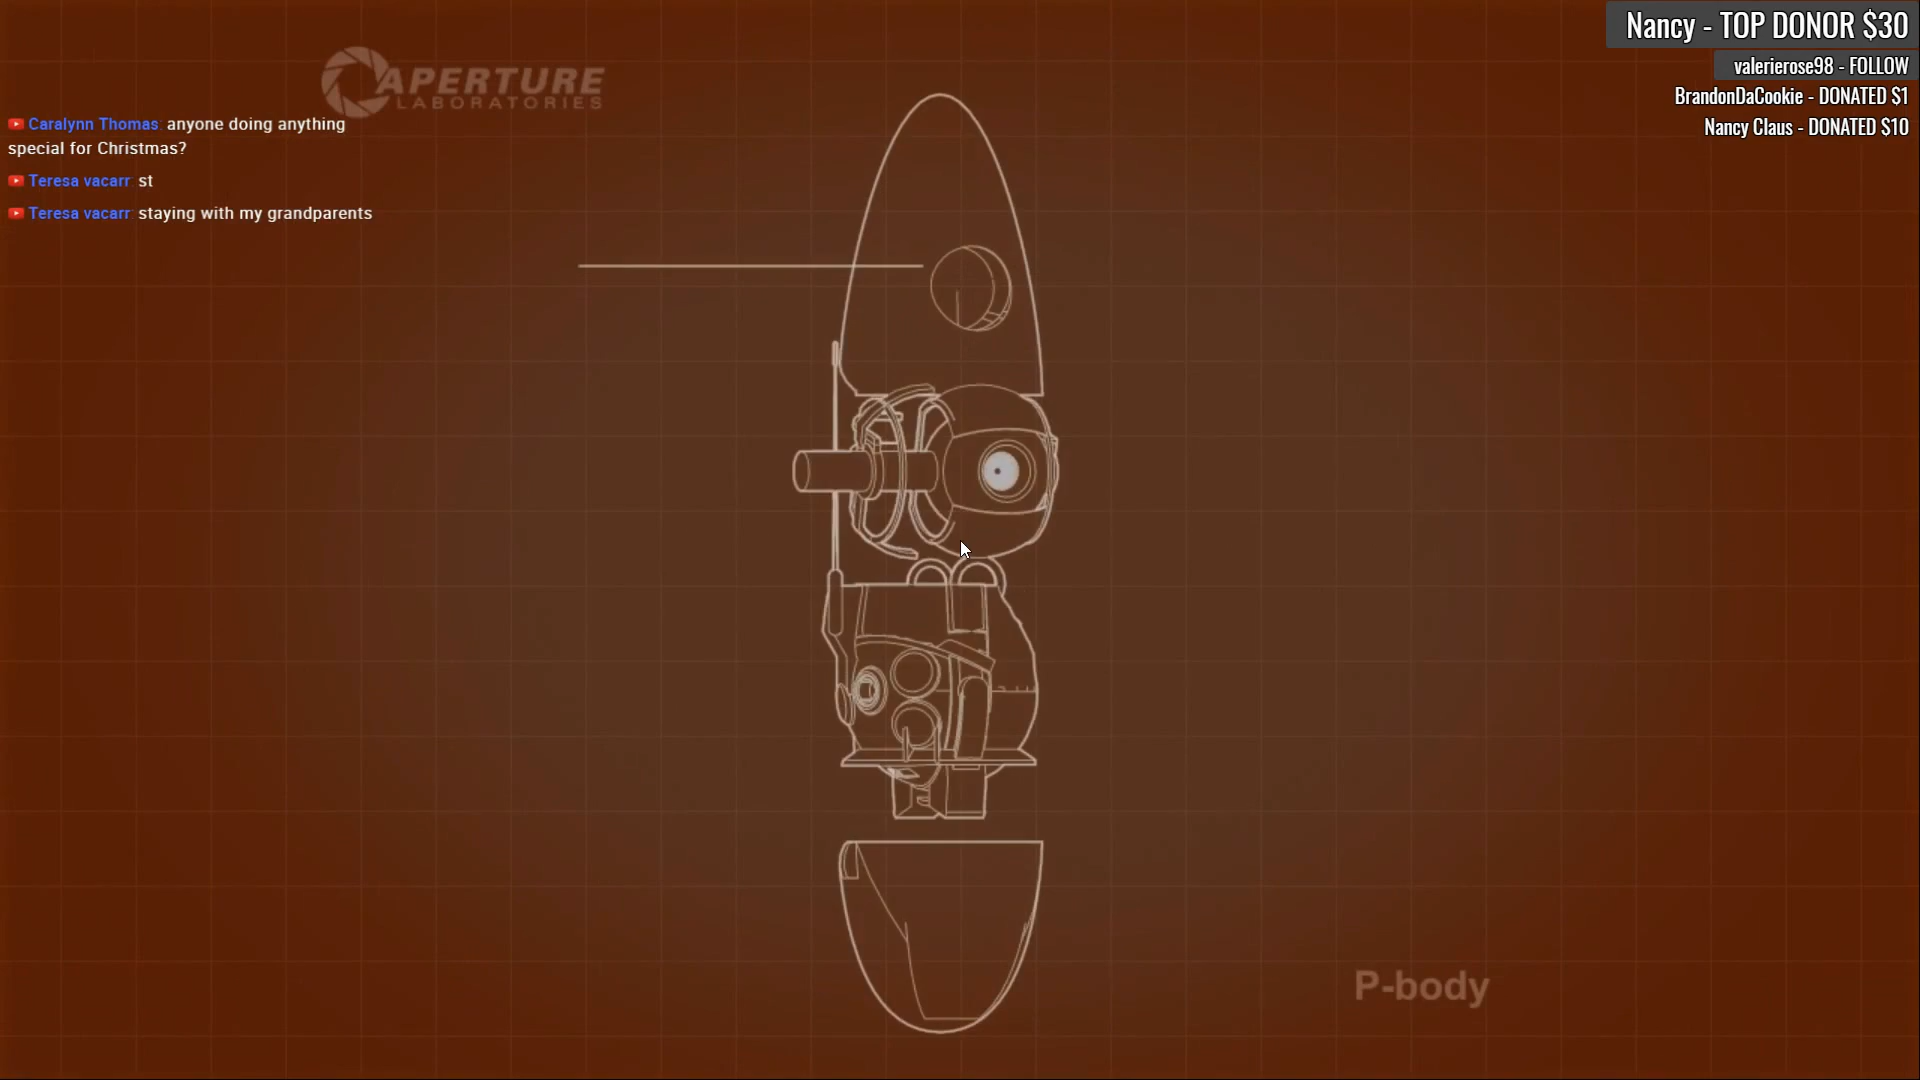 Nancy - TOP DONOR $30
valerierose98 - FOLLOW
BrandonDaCookie - DONATED $1
Nancy Claus - DONATED $10
APERTURE
LABORATORIES
Caralynn Thomas: anyone doing anything
special for Christmas?
Teresa vacarr: st
Teresa vacarr: staying with my grandparents
P-body